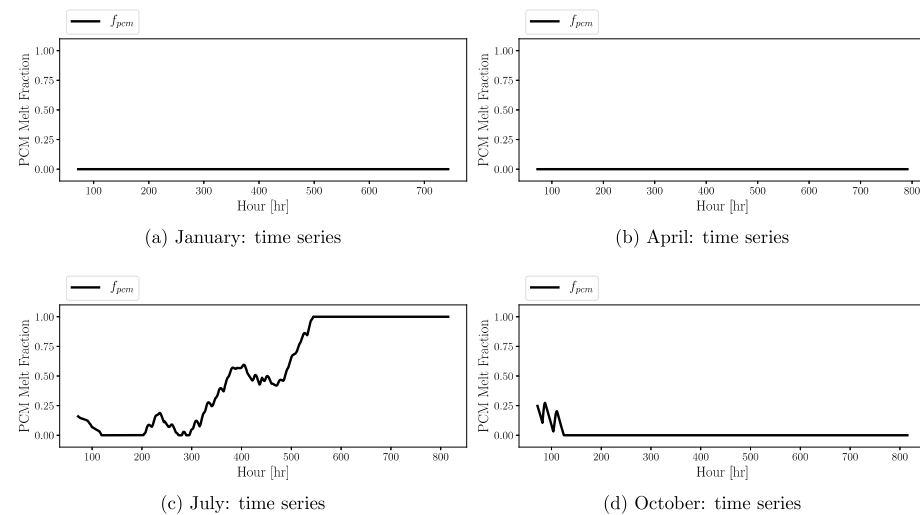 f_pcm
1.00
0.75
0.50
0.25
0.00
PCM Melt Fraction
100 200 300 400 500 600 700
Hour [hr]
(a) January: time series
f_pcm
1.00
0.75
0.50
0.25
0.00
PCM Melt Fraction
100 200 300 400 500 600 700 800
Hour [hr]
(b) April: time series
f_pcm
1.00
0.75
0.50
0.25
0.00
PCM Melt Fraction
100 200 300 400 500 600 700 800
Hour [hr]
(c) July: time series
f_pcm
1.00
0.75
0.50
0.25
0.00
PCM Melt Fraction
100 200 300 400 500 600 700 800
Hour [hr]
(d) October: time series